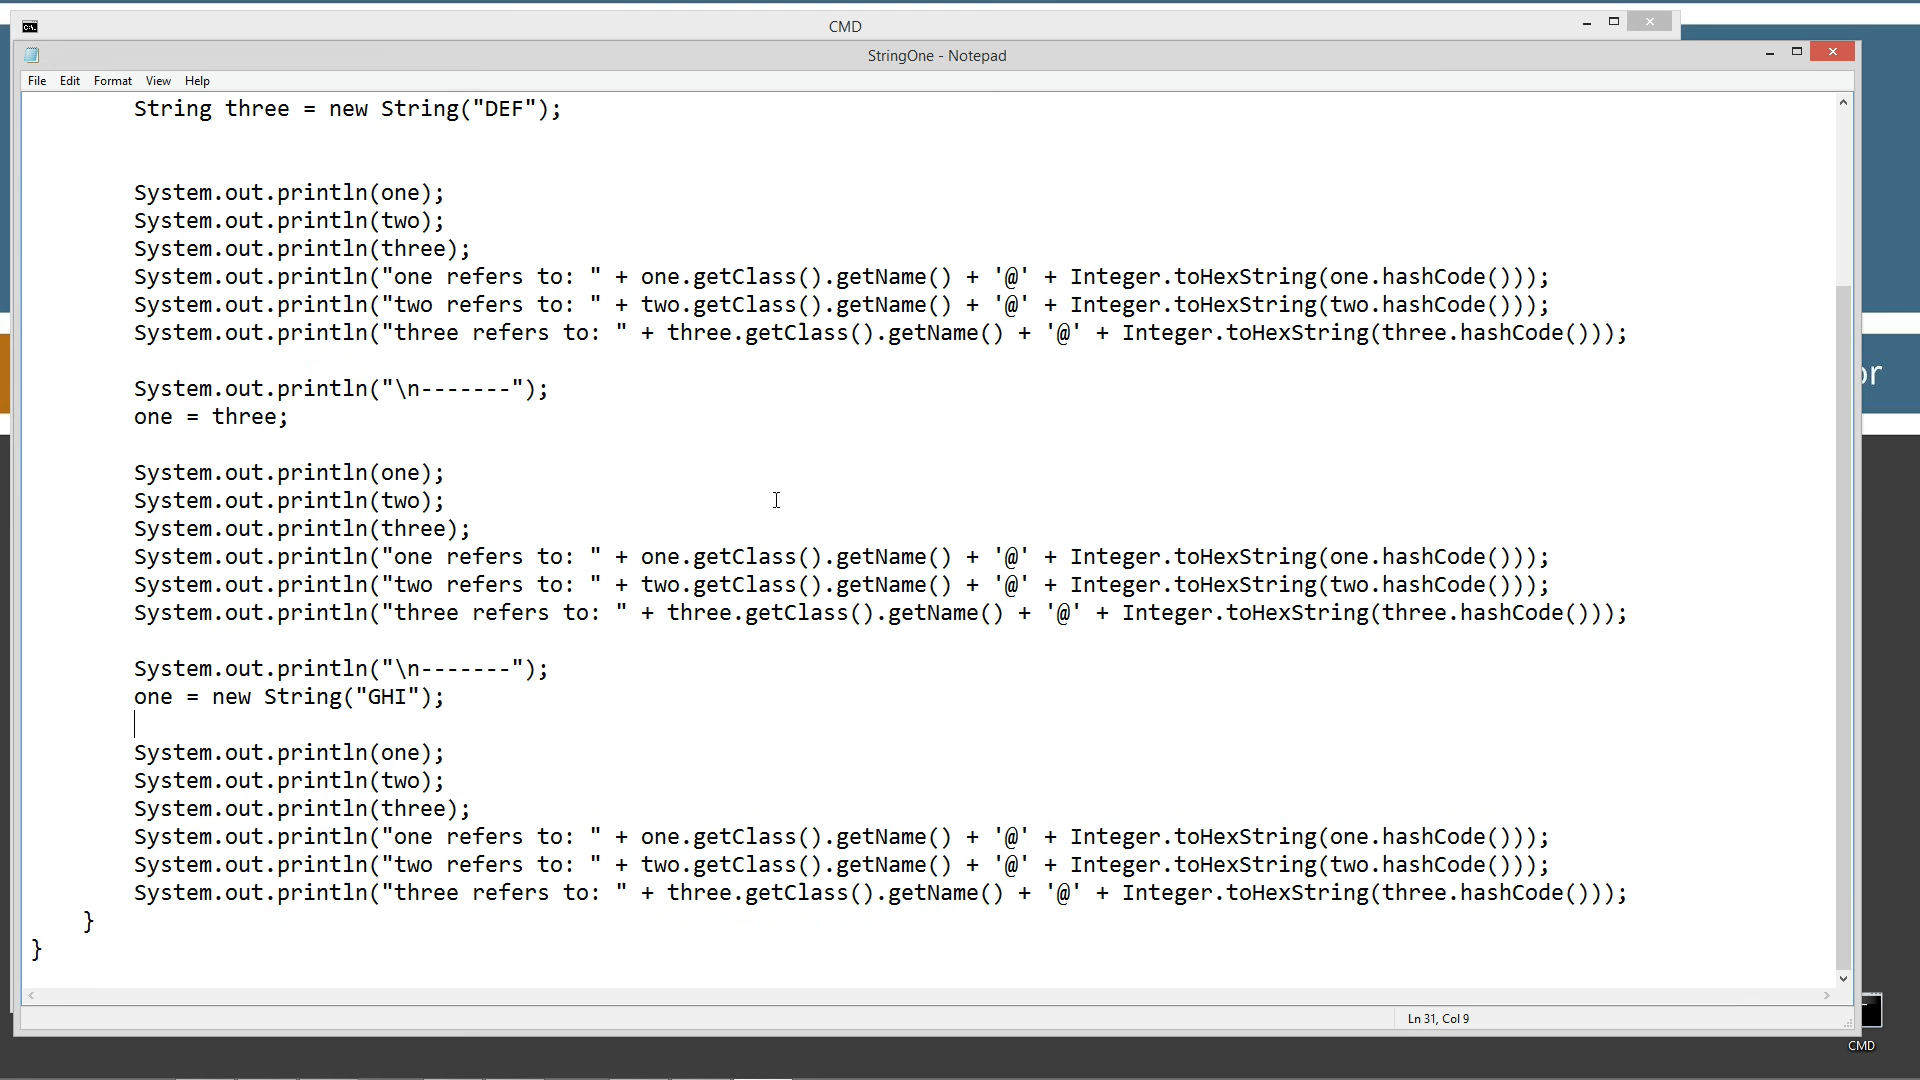 CMD
StringOne - Notepad
File Edit Format View Help
String three = new String("DEF");
System.out.println(one);
System.out.println(two);
System.out.println(three);
System.out.println("one refers to: " + one.getClass().getName() + '@' + Integer.toHexString(one.hashCode()));
System.out.println("two refers to: " + two.getClass().getName() + '@' + Integer.toHexString(two.hashCode()));
System.out.println("three refers to: " + three.getClass().getName() + '@' + Integer.toHexString(three.hashCode()));
System.out.println("\n-------");
one = three;
System.out.println(one);
System.out.println(two);
System.out.println(three);
System.out.println("one refers to: " + one.getClass().getName() + '@' + Integer.toHexString(one.hashCode()));
System.out.println("two refers to: " + two.getClass().getName() + '@' + Integer.toHexString(two.hashCode()));
System.out.println("three refers to: " + three.getClass().getName() + '@' + Integer.toHexString(three.hashCode()));
System.out.println("\n-------");
one = new String("GHI");
System.out.println(one);
System.out.println(two);
System.out.println(three);
System.out.println("one refers to: " + one.getClass().getName() + '@' + Integer.toHexString(one.hashCode()));
System.out.println("two refers to: " + two.getClass().getName() + '@' + Integer.toHexString(two.hashCode()));
System.out.println("three refers to: " + three.getClass().getName() + '@' + Integer.toHexString(three.hashCode()));
}
}
Ln 31, Col 9
CMD